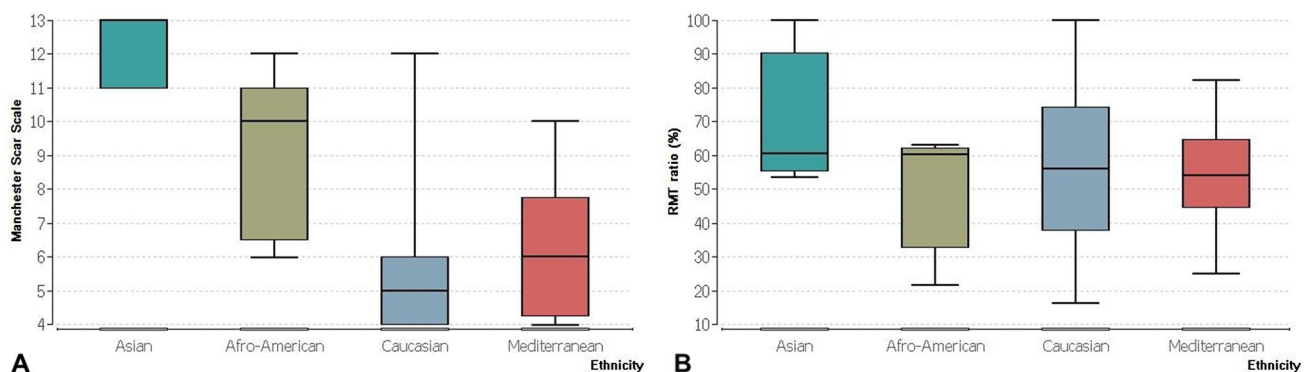 Manchester Scar Scale
13
12
11
10
9
8
7
6
5
4
Asian Afro-American Caucasian Mediterranean
Ethnicity
A
RMT ratio (%)
100
90
80
70
60
50
40
30
20
10
Asian Afro-American Caucasian Mediterranean
Ethnicity
B